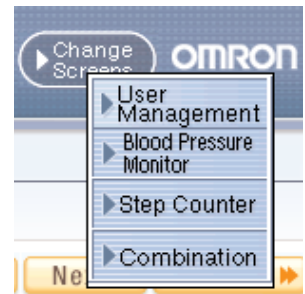 Change
Screens
OMRON
User
Management
Blood Pressure
Monitor
Step Counter
Combination
Ne